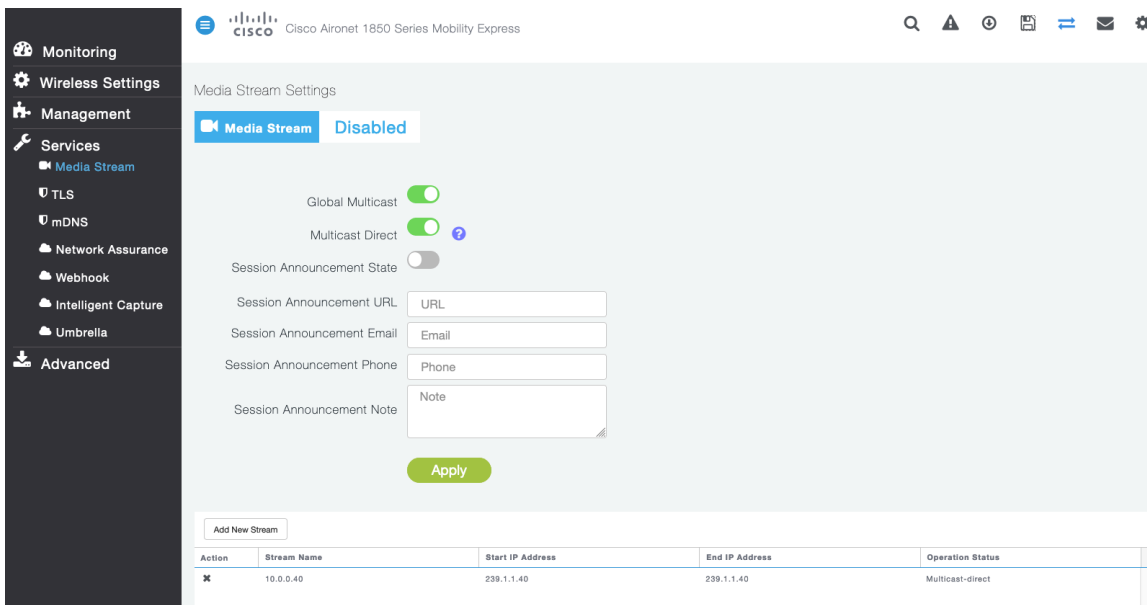 CISCO Cisco Aironet 1850 Series Mobility Express
Monitoring
Wireless Settings
Management
Services
Media Stream
TLS
mDNS
Network Assurance
Webhook
Intelligent Capture
Umbrella
Advanced
Media Stream Settings
Media Stream Disabled
Global Multicast
Multicast Direct ?
Session Announcement State
Session Announcement URL URL
Session Announcement Email Email
Session Announcement Phone Phone
Session Announcement Note Note
Apply
Add New Stream
Action Stream Name Start IP Address End IP Address Operation Status
10.0.0.40 239.1.1.40 239.1.1.40 Multicast-direct